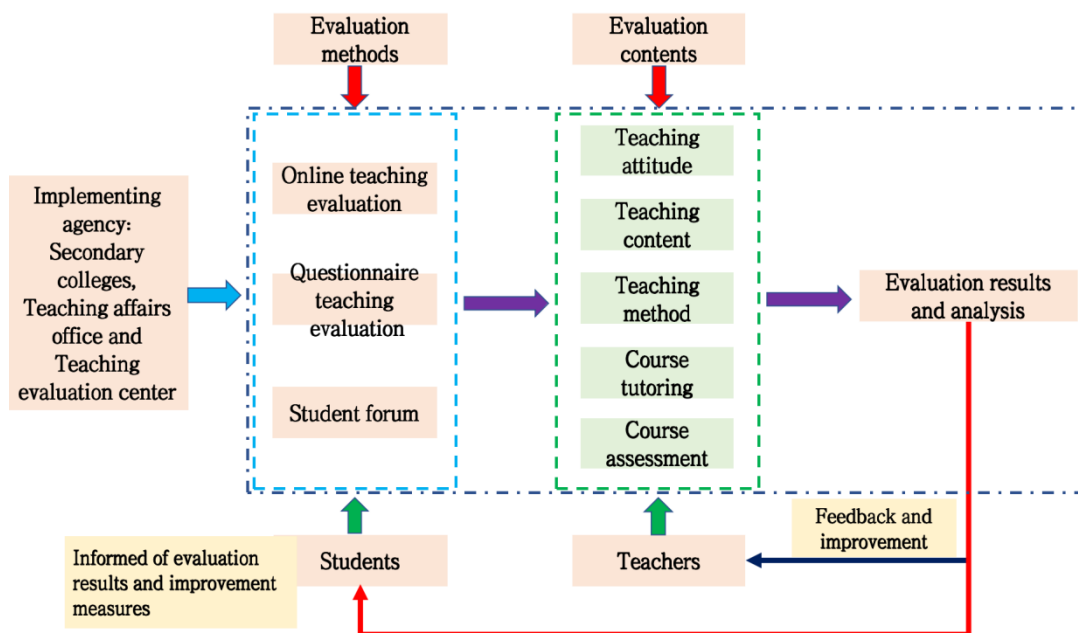 Evaluation
methods
Evaluation
contents
Implementing
agency:
Secondary
colleges,
Teaching affairs
office and
Teaching
evaluation center
Online teaching
evaluation
Questionnaire
teaching
evaluation
Student forum
Teaching
attitude
Teaching
content
Teaching
method
Course
tutoring
Course
assessment
Evaluation results
and analysis
Informed of evaluation
results and improvement
measures
Students
Teachers
Feedback and
improvement